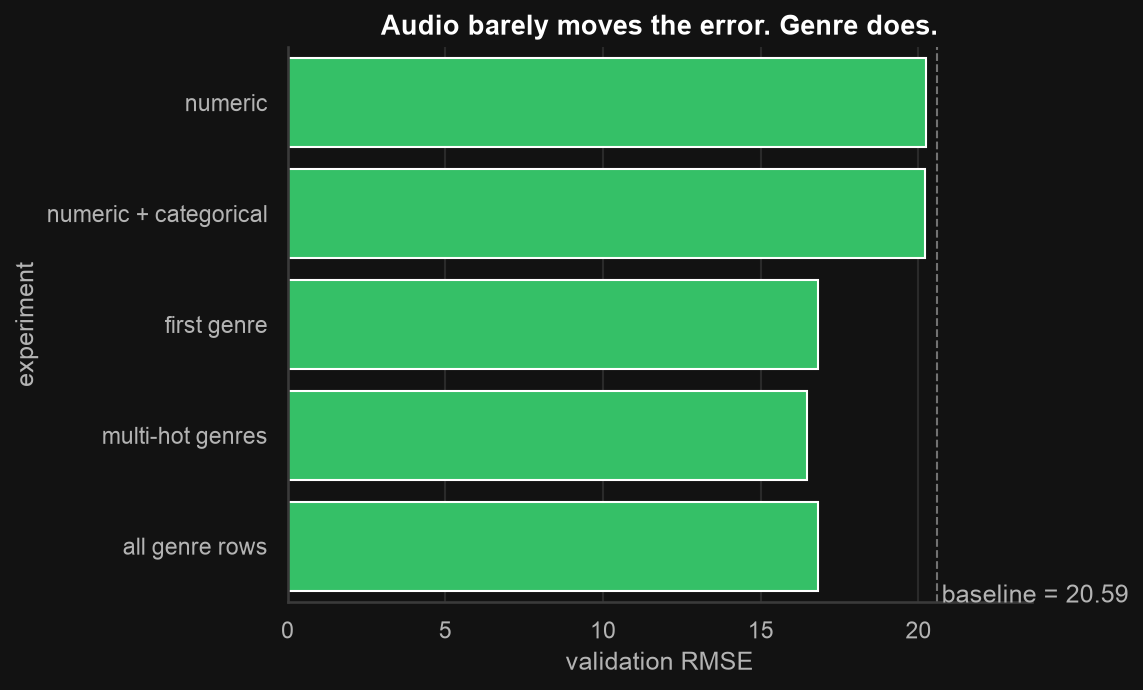 Audio barely moves the error. Genre does.
numeric
numeric + categorical
first genre
multi-hot genres
all genre rows
experiment
baseline = 20.59
0 5 10 15 20
validation RMSE